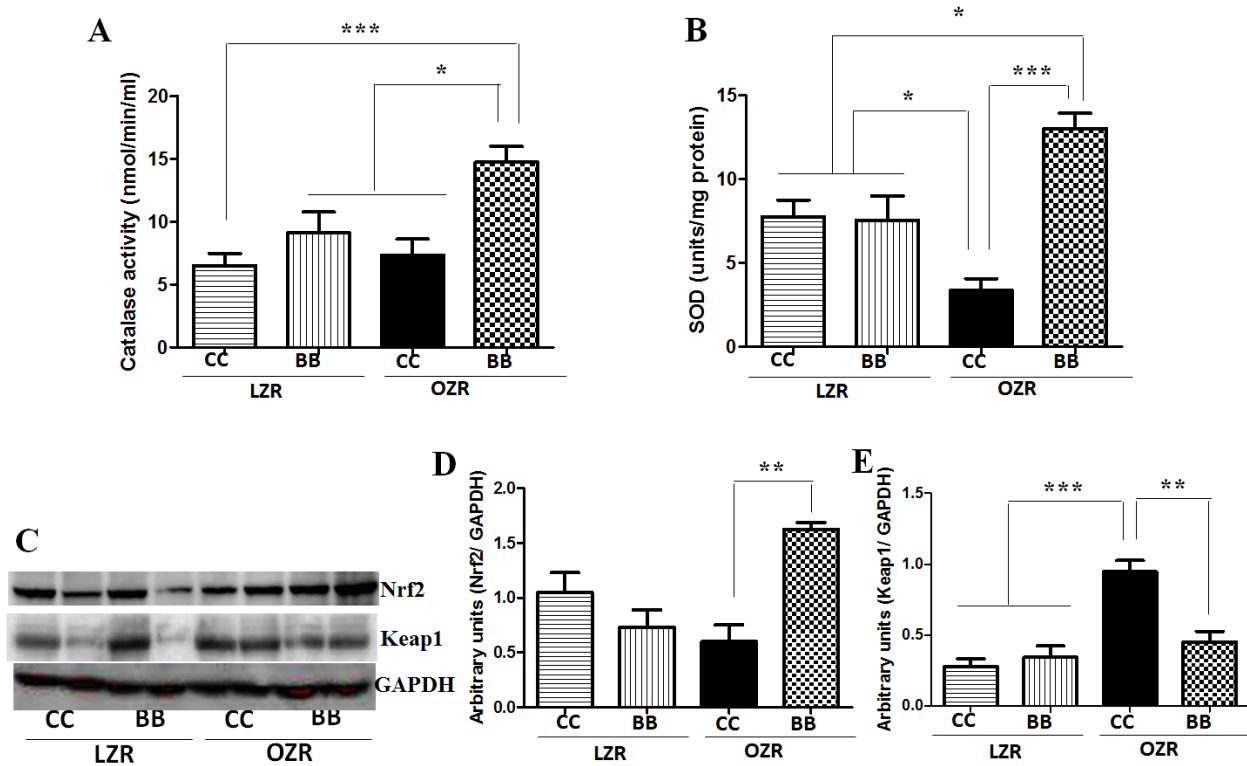 A
***
*
Catalase activity (nmol/min/ml)
20
15
10
5
0
CC BB CC BB
LZR OZR
B
*
*
***
SOD (units/mg protein)
15
10
5
0
CC BB CC BB
LZR OZR
C
Nrf2
Keap1
GAPDH
CC BB CC BB
LZR OZR
D
**
Arbitrary units (Nrf2/ GAPDH)
2.0
1.5
1.0
0.5
0.0
CC BB CC BB
LZR OZR
E
***
**
Arbitrary units (Keap1/ GAPDH)
1.5
1.0
0.5
0.0
CC BB CC BB
LZR OZR